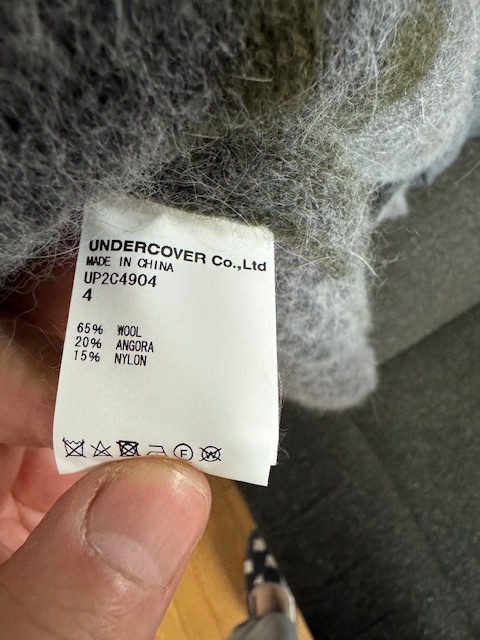 UNDERCOVER Co.,Ltd
MADE IN CHINA
UP2C4904
4
65% WOOL
20% ANGORA
15% NYLON
F W